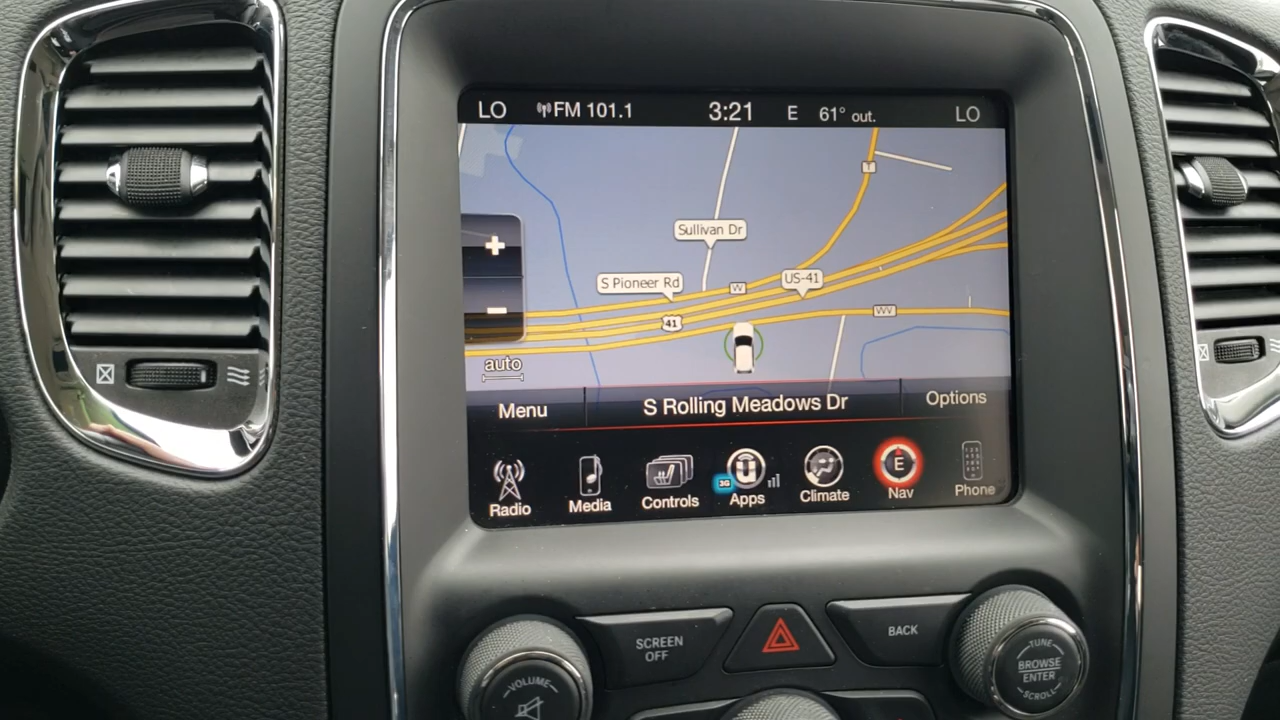 LO FM 101.1 3:21 E 61° out. LO
T
Sullivan Dr
S Pioneer Rd
US-41
W
41
VV
auto
Menu
S Rolling Meadows Dr
Options
3G
E
Radio
Media
Controls
Apps
Climate
Nav
Phone
SCREEN
OFF
BACK
VOLUME
TUNE
BROWSE
ENTER
SCROLL